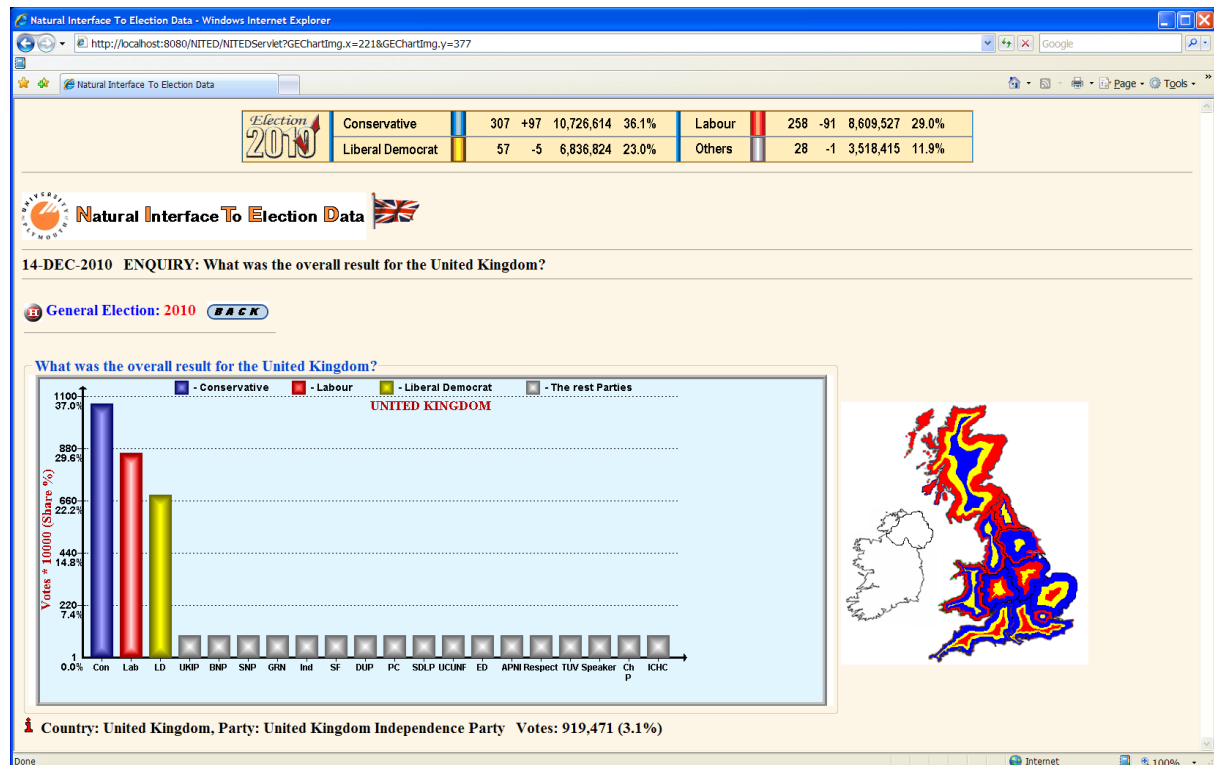 Natural Interface To Election Data - Windows Internet Explorer
http://localhost:8080/NITED/NITEDServlet?GEChartImg.x=221&GEChartImg.y=377
Google
Natural Interface To Election Data
Page Tools
Election 2010
Conservative 307 +97 10,726,614 36.1% Labour 258 -91 8,609,527 29.0%
Liberal Democrat 57 -5 6,836,824 23.0% Others 28 -1 3,518,415 11.9%
UNIVERSITY PLYMOUTH
Natural Interface To Election Data
14-DEC-2010 ENQUIRY: What was the overall result for the United Kingdom?
H General Election: 2010 BACK
What was the overall result for the United Kingdom?
- Conservative - Labour - Liberal Democrat - The rest Parties
UNITED KINGDOM
Votes * 10000 (Share %)
1100
37.0%
880
29.6%
660
22.2%
440
14.8%
220
7.4%
1
0.0%
Con Lab LD UKIP BNP SNP GRN Ind SF DUP PC SDLP UCUNF ED APNI Respect TUV Speaker Ch P ICHC
i Country: United Kingdom, Party: United Kingdom Independence Party Votes: 919,471 (3.1%)
Done Internet 100%